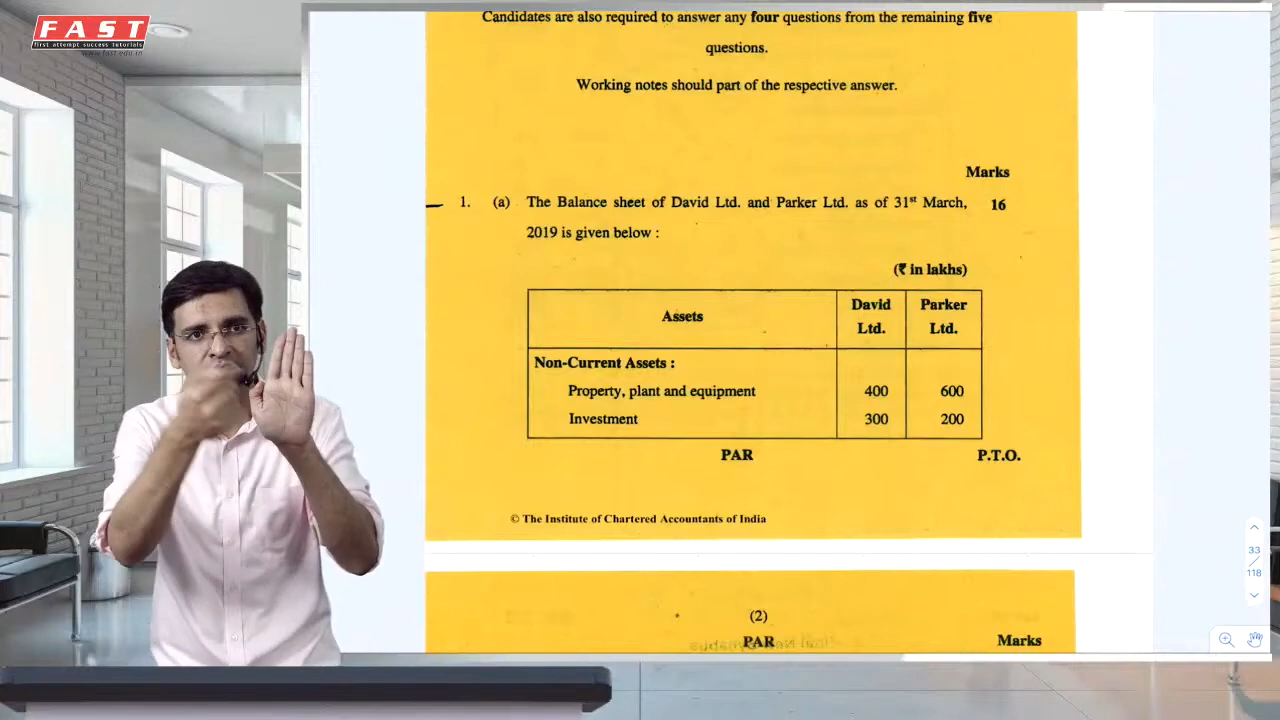 FAST
first attempt success tutorials
www.fast.edu.in
Candidates are also required to answer any four questions from the remaining five
questions.
Working notes should part of the respective answer.
Marks
1. (a) The Balance sheet of David Ltd. and Parker Ltd. as of 31st March, 16
2019 is given below :
(₹ in lakhs)
Assets David Ltd. Parker Ltd.
Non-Current Assets :
Property, plant and equipment 400 600
Investment 300 200
PAR P.T.O.
© The Institute of Chartered Accountants of India
33
/
118
(2)
PAR Marks